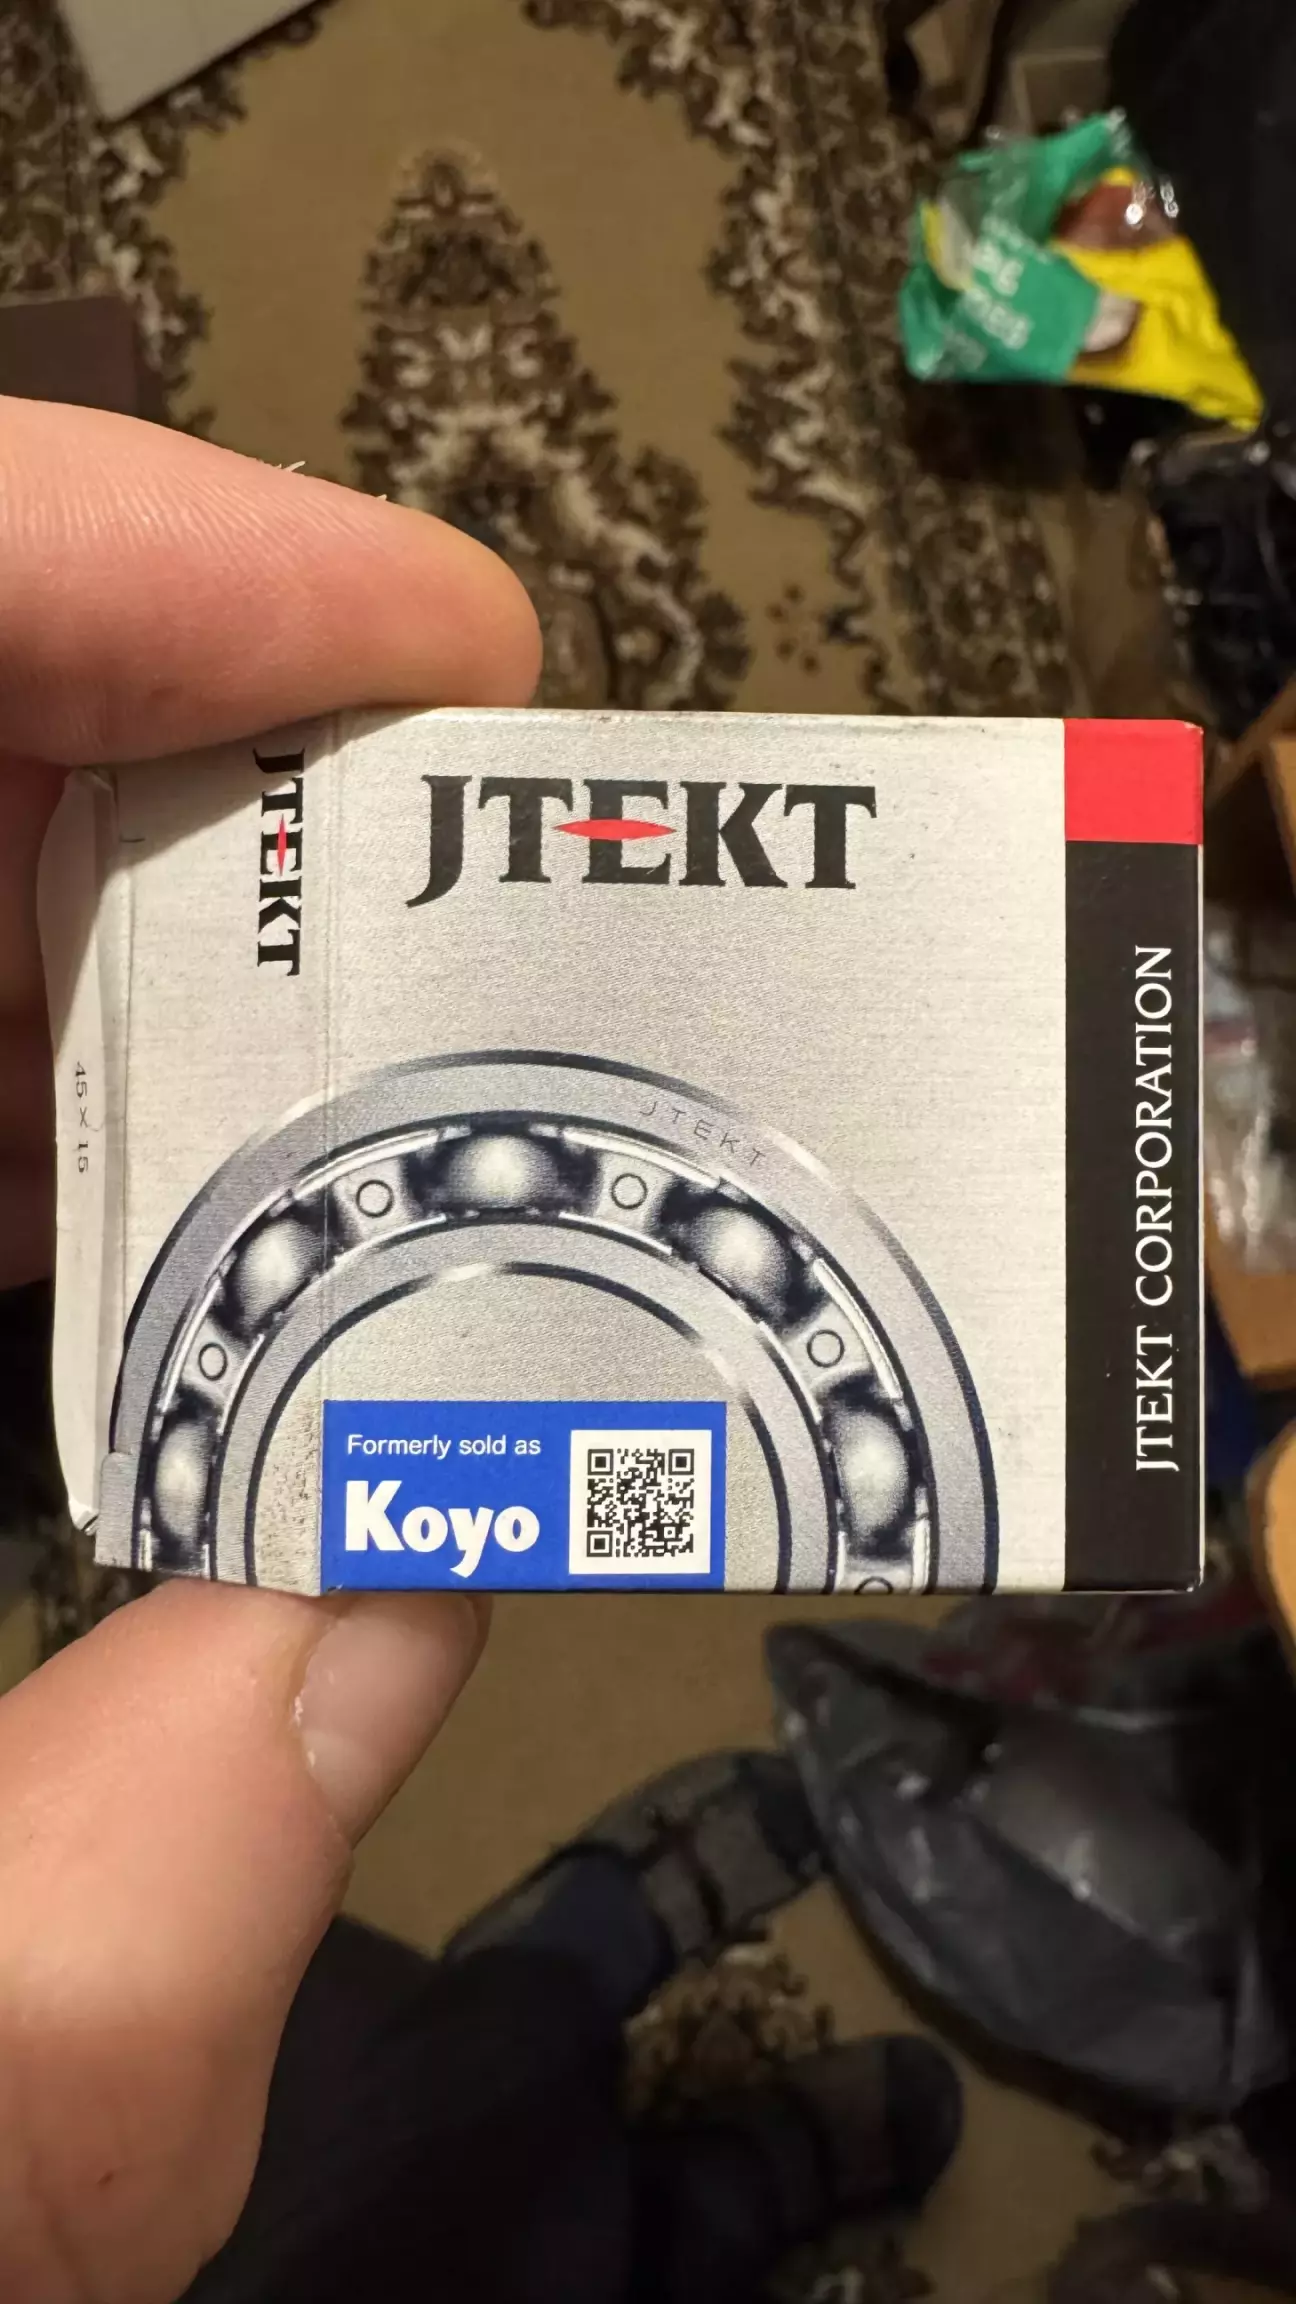 JTEKT
JTEKT
JTEKT CORPORATION
45 × 15
JTEKT
Formerly sold as
Koyo